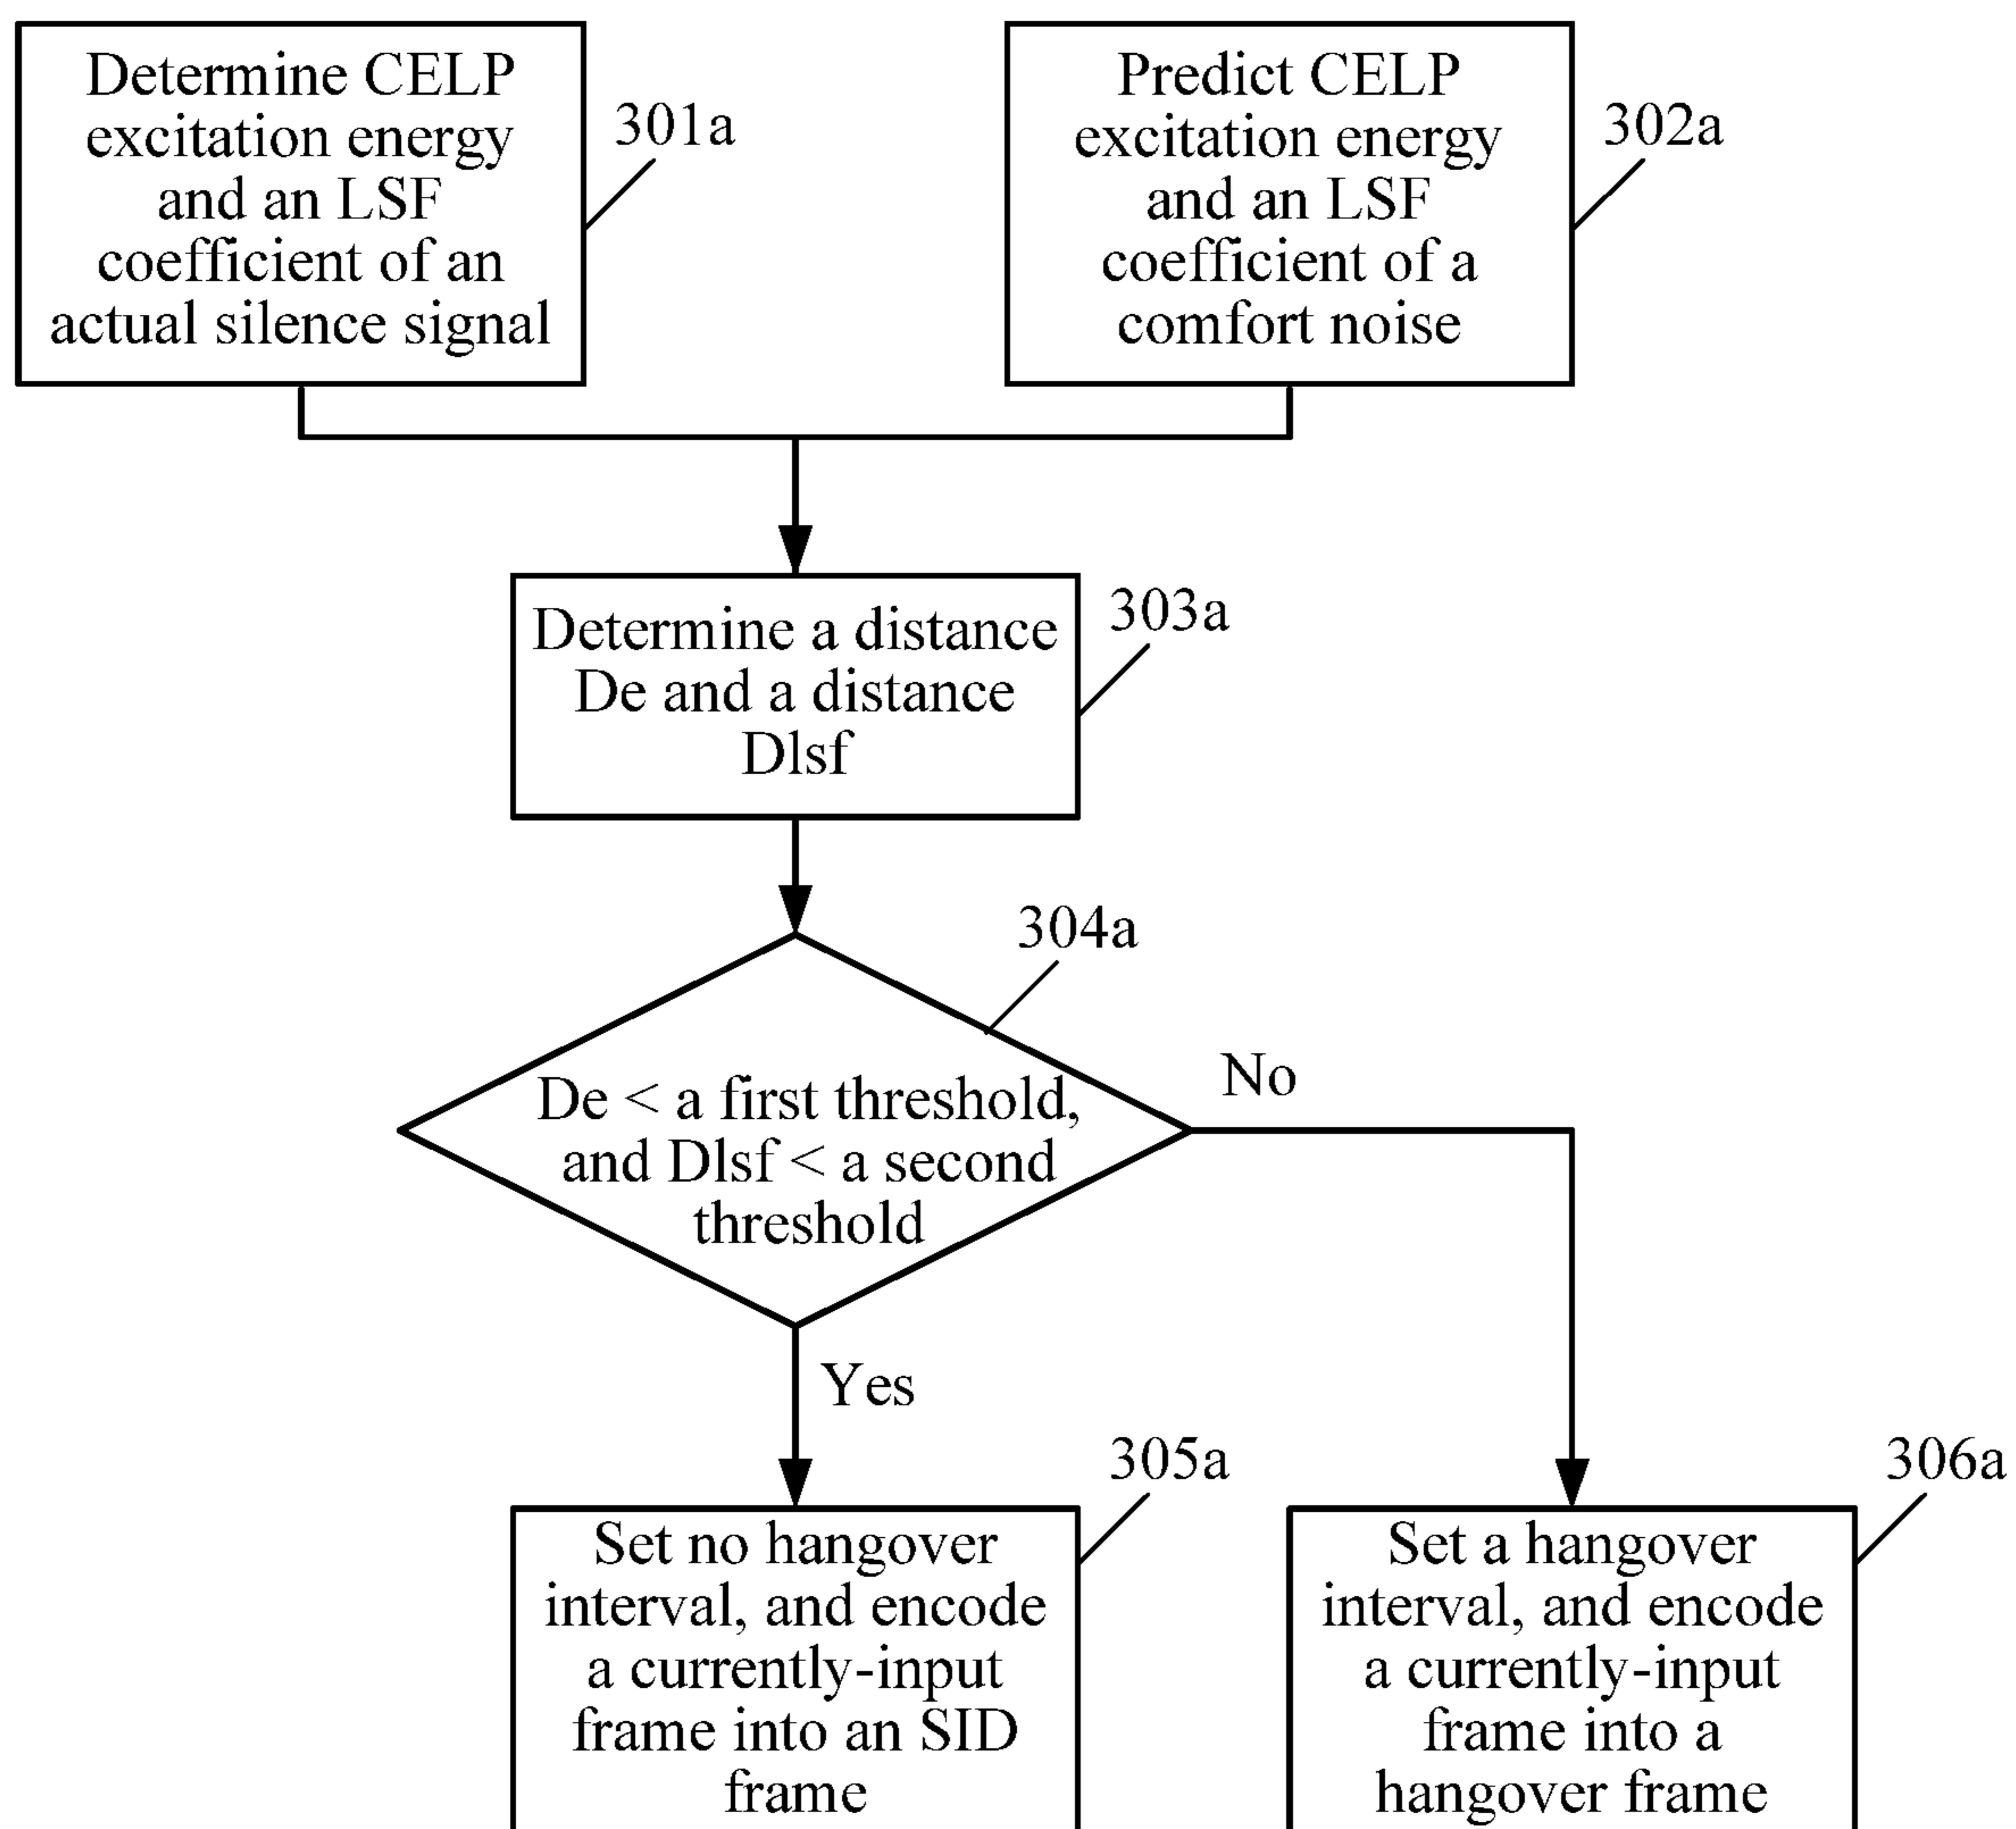 Determine CELP
excitation energy
and an LSF
coefficient of an
actual silence signal
301a
Predict CELP
excitation energy
and an LSF
coefficient of a
comfort noise
302a
Determine a distance
De and a distance
Dlsf
303a
304a
De < a first threshold,
and Dlsf < a second
threshold
No
Yes
305a
Set no hangover
interval, and encode
a currently-input
frame into an SID
frame
306a
Set a hangover
interval, and encode
a currently-input
frame into a
hangover frame